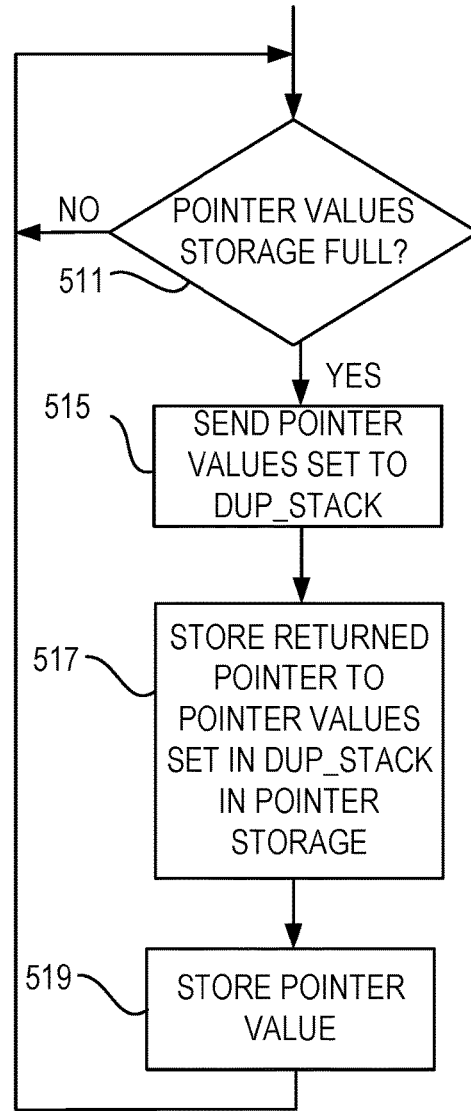 NO
POINTER VALUES
STORAGE FULL?
511
YES
515
SEND POINTER
VALUES SET TO
DUP_STACK
517
STORE RETURNED
POINTER TO
POINTER VALUES
SET IN DUP_STACK
IN POINTER
STORAGE
519
STORE POINTER
VALUE